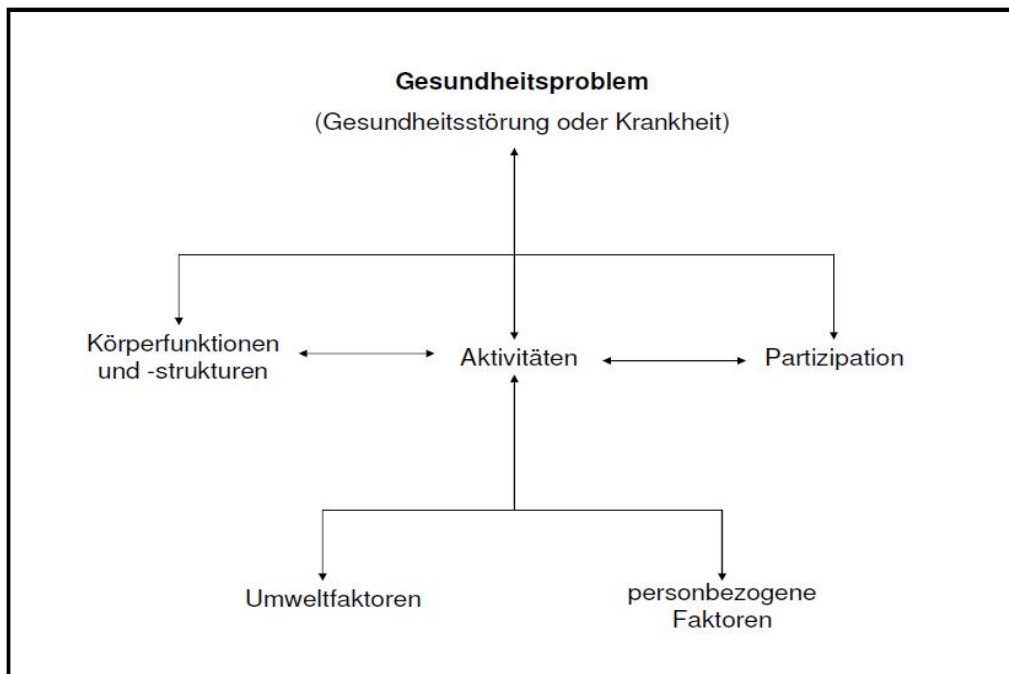 Gesundheitsproblem
(Gesundheitsstörung oder Krankheit)
Körperfunktionen
und -strukturen
Aktivitäten
Partizipation
Umweltfaktoren
personbezogene
Faktoren